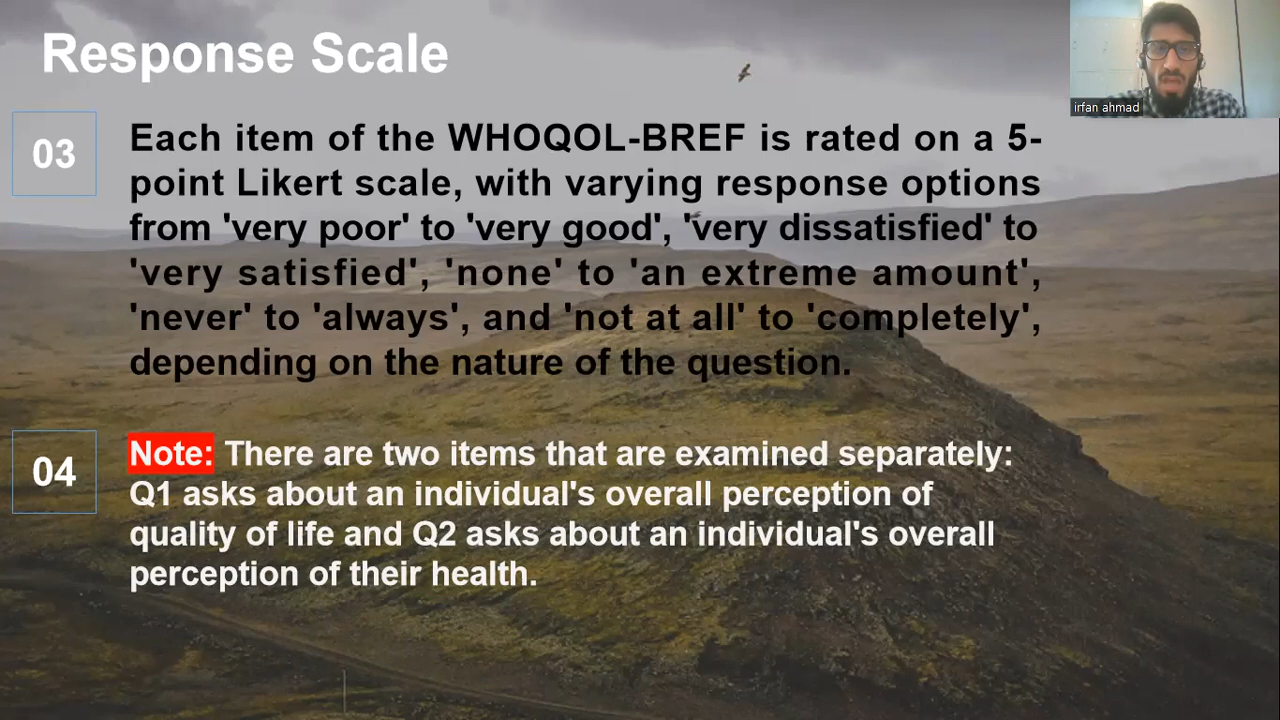 Response Scale
irfan ahmad
03
Each item of the WHOQOL-BREF is rated on a 5-
point Likert scale, with varying response options
from 'very poor' to 'very good', 'very dissatisfied' to
'very satisfied', 'none' to 'an extreme amount',
'never' to 'always', and 'not at all' to 'completely',
depending on the nature of the question.
04
Note: There are two items that are examined separately:
Q1 asks about an individual's overall perception of
quality of life and Q2 asks about an individual's overall
perception of their health.